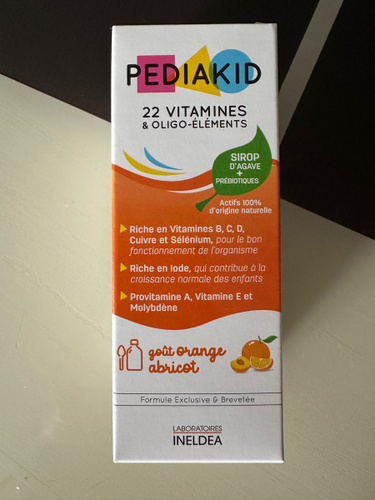 PEDIAKID
22 VITAMINES
& OLIGO-ÉLÉMENTS
SIROP
D'AGAVE
+
PRÉBIOTIQUES
Actifs 100%
d'origine naturelle
Riche en Vitamines B, C, D,
Cuivre et Sélénium, pour le bon
fonctionnement de l'organisme
Riche en Iode, qui contribue à la
croissance normale des enfants
Provitamine A, Vitamine E et
Molybdène
goût orange
abricot
Formule Exclusive & Brevetée
LABORATOIRES
INELDEA